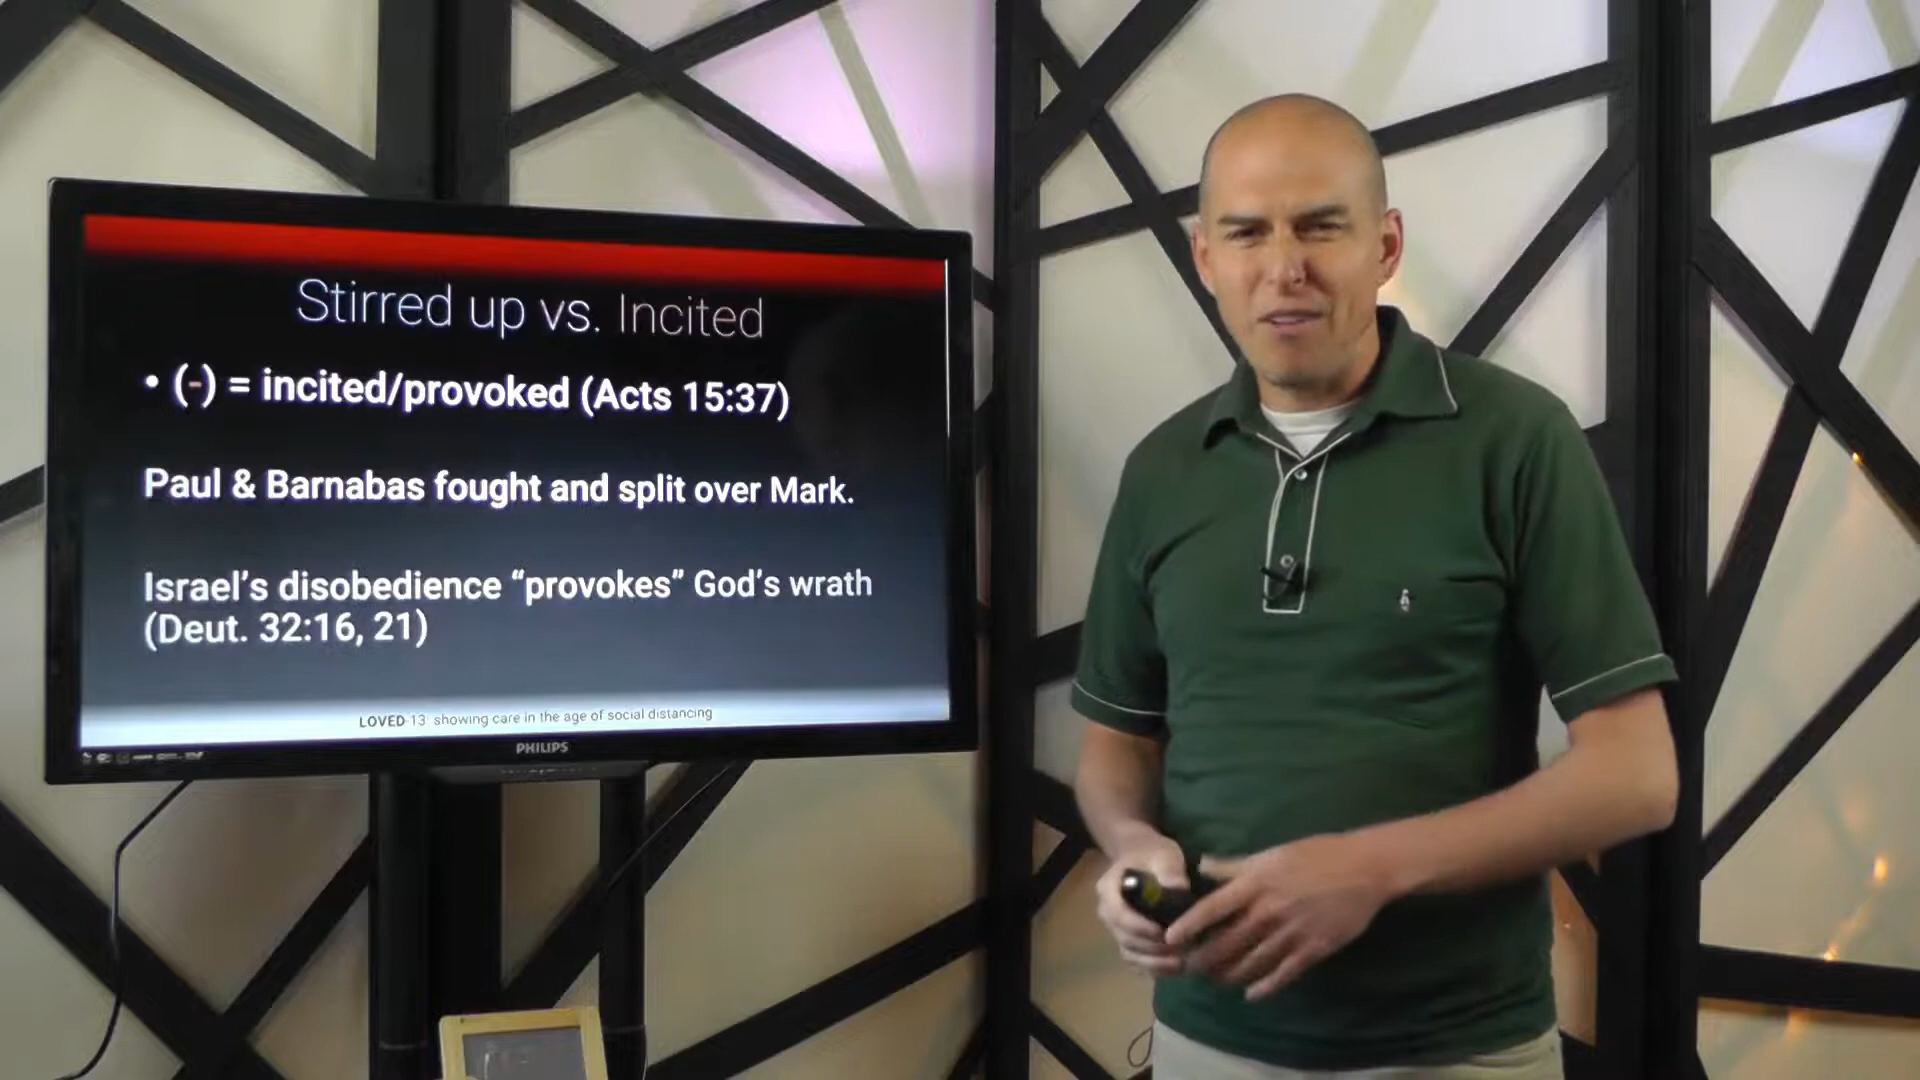 Stirred up vs. Incited
• (-) = incited/provoked (Acts 15:37)
Paul & Barnabas fought and split over Mark.
Israel’s disobedience “provokes” God’s wrath
(Deut. 32:16, 21)
LOVED-13: showing care in the age of social distancing
PHILIPS